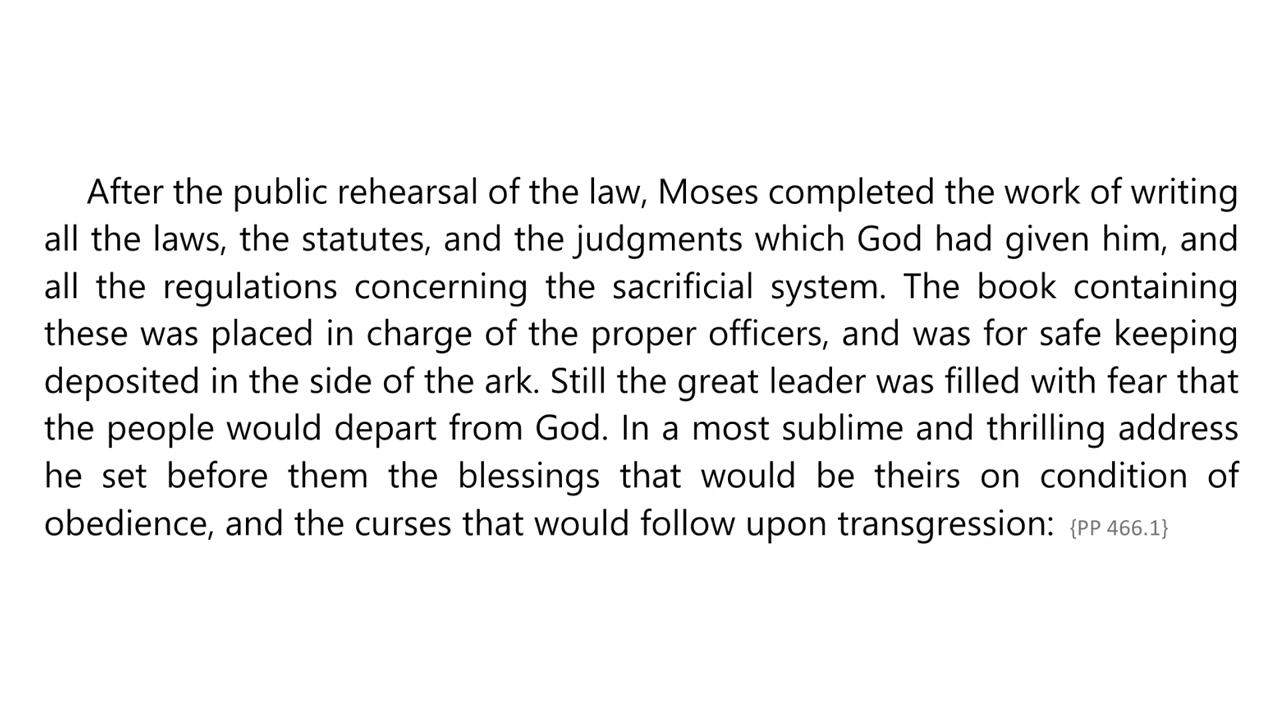 After the public rehearsal of the law, Moses completed the work of writing
all the laws, the statutes, and the judgments which God had given him, and
all the regulations concerning the sacrificial system. The book containing
these was placed in charge of the proper officers, and was for safe keeping
deposited in the side of the ark. Still the great leader was filled with fear that
the people would depart from God. In a most sublime and thrilling address
he set before them the blessings that would be theirs on condition of
obedience, and the curses that would follow upon transgression: {PP 466.1}